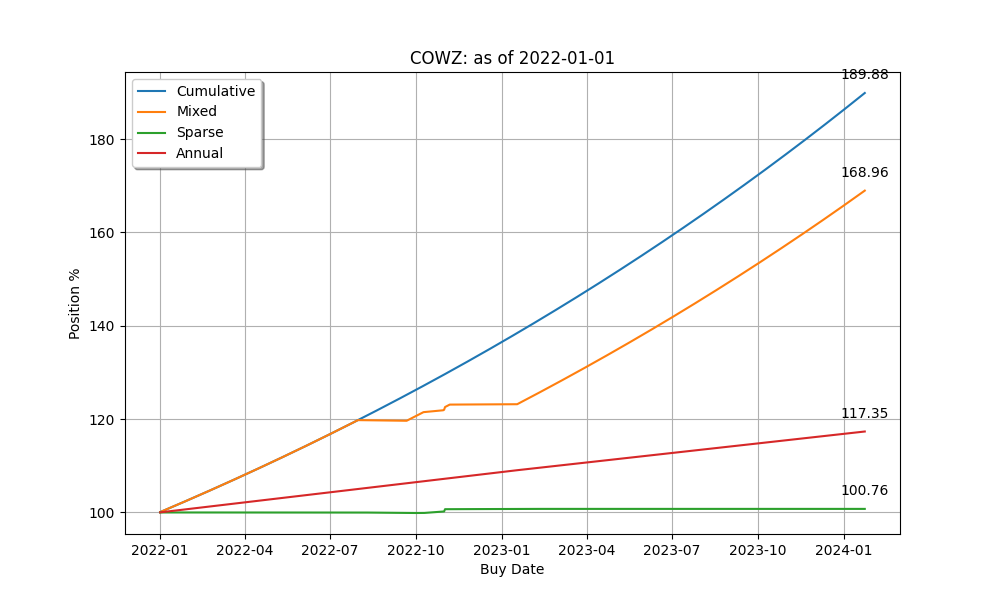 COWZ: as of 2022-01-01
189.88
Cumulative
Mixed
Sparse
Annual
168.96
117.35
100.76
180
160
140
120
100
Position %
2022-01 2022-04 2022-07 2022-10 2023-01 2023-04 2023-07 2023-10 2024-01
Buy Date